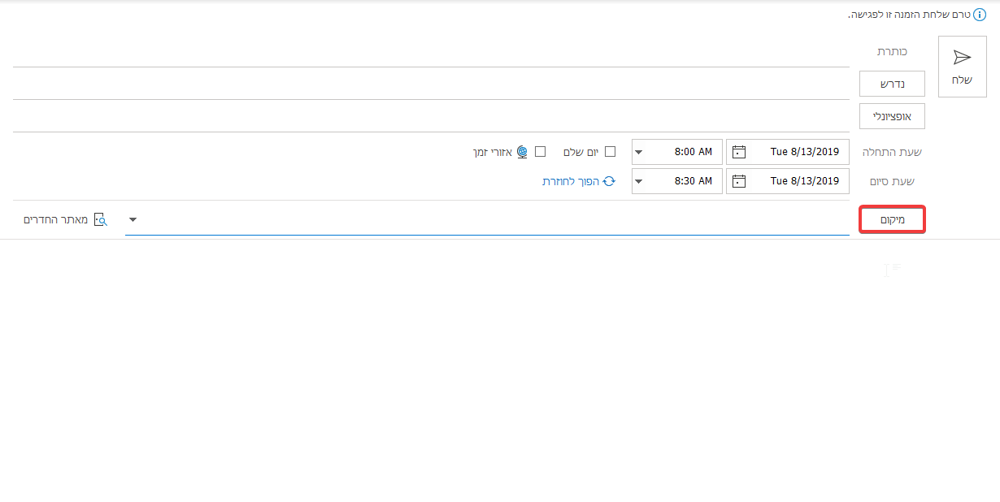 טרם שלחת הזמנה זו לפגישה.
שלח
כותרת
נדרש
אופציונלי
שעת התחלה Tue 8/13/2019 8:00 AM יום שלם אזורי זמן
שעת סיום Tue 8/13/2019 8:30 AM הפוך לחוזרת
מיקום מאתר החדרים